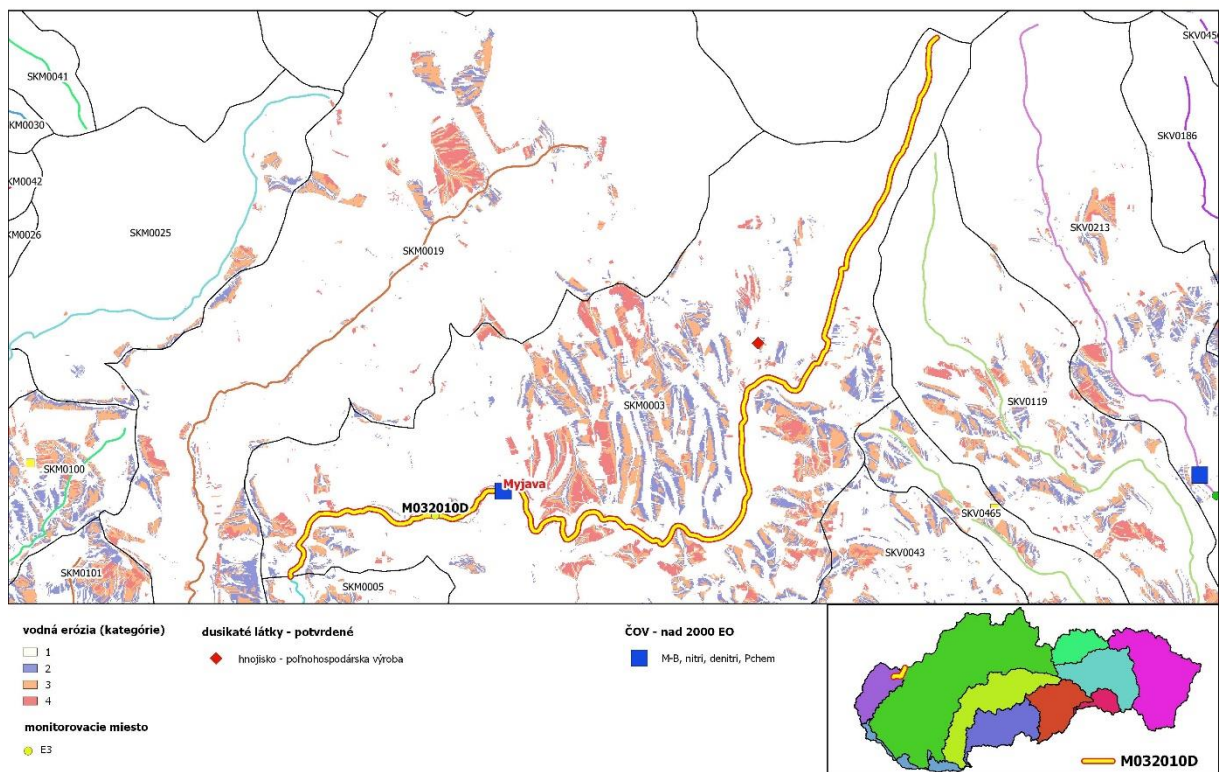 SKV0450
SKM0041
SKM0030
SKV0186
SKM0042
SKM0026
SKM0025
SKM0019
SKV0213
SKM0003
SKV0119
SKM0100
Myjava
M032010D
SKV0465
SKV0043
SKM0101
SKM0005
vodná erózia (kategórie)
1
2
3
4
monitorovacie miesto
E3
dusikaté látky - potvrdené
hnojisko - poľnohospodárska výroba
ČOV - nad 2000 EO
M-B, nitri, denitri, Pchem
M032010D